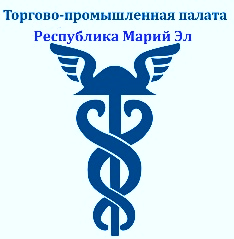 Торгово-промышленная палата
Республика Марий Эл